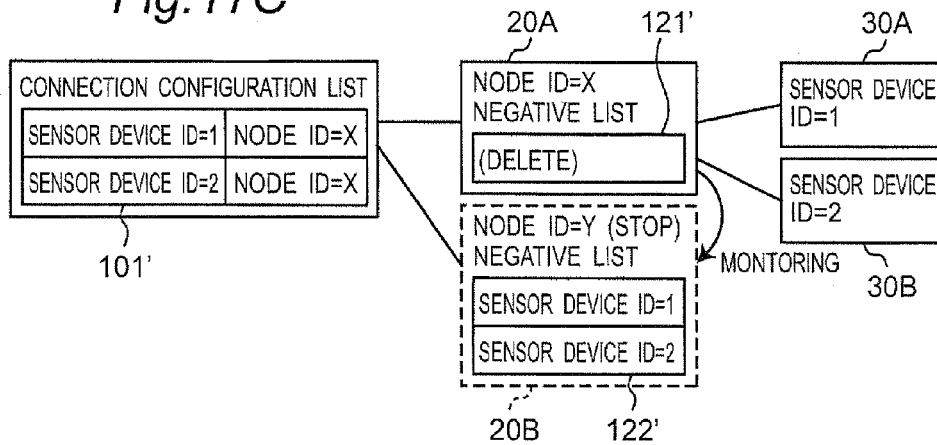 Fig. 17C
20A
121'
30A
CONNECTION CONFIGURATION LIST
SENSOR DEVICE ID=1 NODE ID=X
SENSOR DEVICE ID=2 NODE ID=X
101'
NODE ID=X
NEGATIVE LIST
(DELETE)
SENSOR DEVICE
ID=1
SENSOR DEVICE
ID=2
30B
NODE ID=Y (STOP)
NEGATIVE LIST
MONTORING
SENSOR DEVICE ID=1
SENSOR DEVICE ID=2
20B
122'